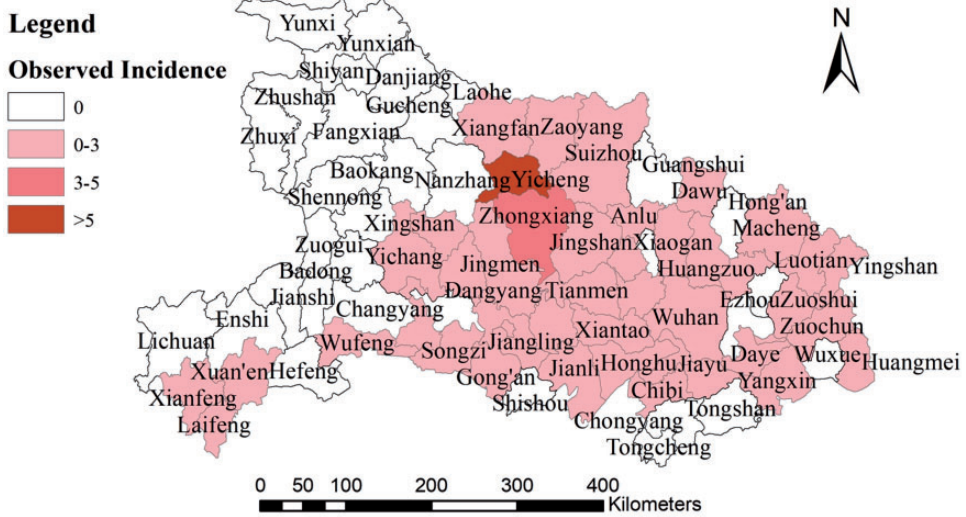 Legend
Observed Incidence
0
0-3
3-5
>5
N
Yunxi
Yunxian
Shiyan
Danjiang
Laohe
Zhushan
Gucheng
Xiangfan
Zaoyang
Zhuxi
Fangxian
Suizhou
Guangshui
Baokang
Nanzhang
Yicheng
Dawu
Hong'an
Shennong
Zhongxiang
Anlu
Macheng
Xingshan
Jingshan
Xiaogan
Zuogui
Yichang
Jingmen
Huangzuo
Luotian
Yingshan
Badong
Dangyang
Tianmen
Ezhou
Zuoshui
Jianshi
Changyang
Enshi
Xiantao
Wuhan
Zuochun
Lichuan
Wufeng
Songzi
Jiangling
Jianli
Honghu
Jiayu
Daye
Wuxue
Huangmei
Xuan'en
Hefeng
Gong'an
Chibi
Yangxin
Xianfeng
Shishou
Laifeng
Chongyang
Tongshan
Tongcheng
0 50 100 200 300 400
Kilometers